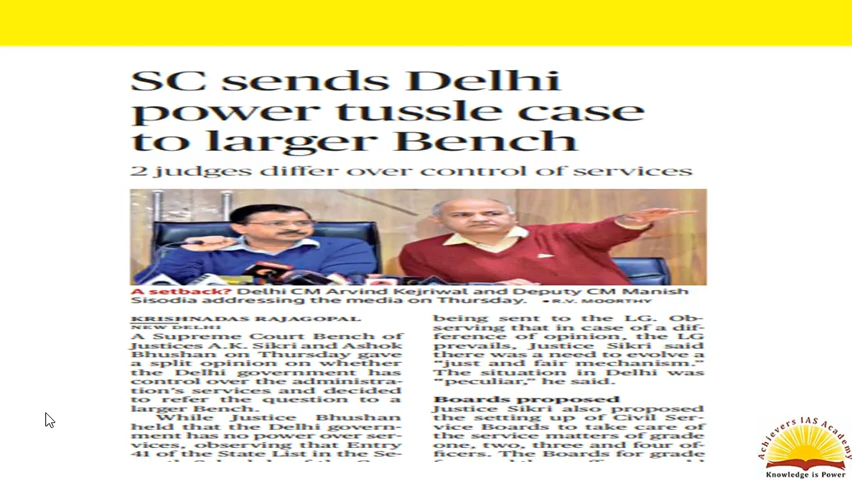 SC sends Delhi
power tussle case
to larger Bench
2 judges differ over control of services
A setback? Delhi CM Arvind Kejriwal and Deputy CM Manish
Sisodia addressing the media on Thursday. • R.V. MOORTHY
KRISHNADAS RAJAGOPAL
NEW DELHI
A Supreme Court Bench of
Justices A.K. Sikri and Ashok
Bhushan on Thursday gave
a split opinion on whether
the Delhi government has
control over the administra-
tion's services and decided
to refer the question to a
larger Bench.
While Justice Bhushan
held that the Delhi govern-
ment has no power over ser-
vices, observing that Entry
41 of the State List in the Se-
being sent to the LG. Ob-
serving that in case of a dif-
ference of opinion, the LG
prevails, Justice Sikri said
there was a need to evolve a
"just and fair mechanism."
The situation in Delhi was
"peculiar," he said.
Boards proposed
Justice Sikri also proposed
the setting up of Civil Ser-
vice Boards to take care of
the service matters of grade
one, two, three and four of-
ficers. The Boards for grade
Achievers IAS Academy
Knowledge is Power